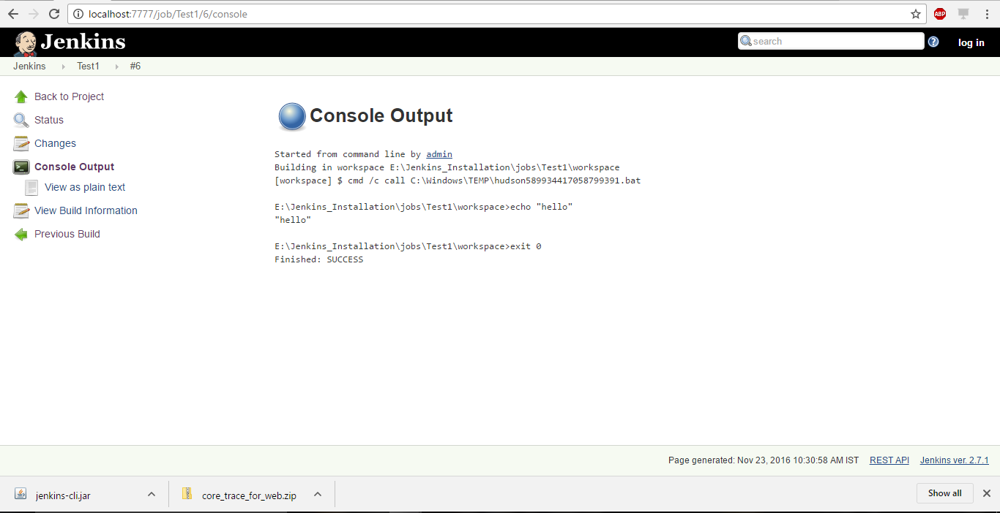 localhost:7777/job/Test1/6/console
ABP
Jenkins
search
?
log in
Jenkins
Test1
#6
Back to Project
Status
Changes
Console Output
View as plain text
View Build Information
Previous Build
Console Output
Started from command line by admin
Building in workspace E:\Jenkins_Installation\jobs\Test1\workspace
[workspace] $ cmd /c call C:\Windows\TEMP\hudson589934417058799391.bat
E:\Jenkins_Installation\jobs\Test1\workspace>echo "hello"
"hello"
E:\Jenkins_Installation\jobs\Test1\workspace>exit 0
Finished: SUCCESS
Page generated: Nov 23, 2016 10:30:58 AM IST REST API Jenkins ver. 2.7.1
jenkins-cli.jar
core_trace_for_web.zip
Show all